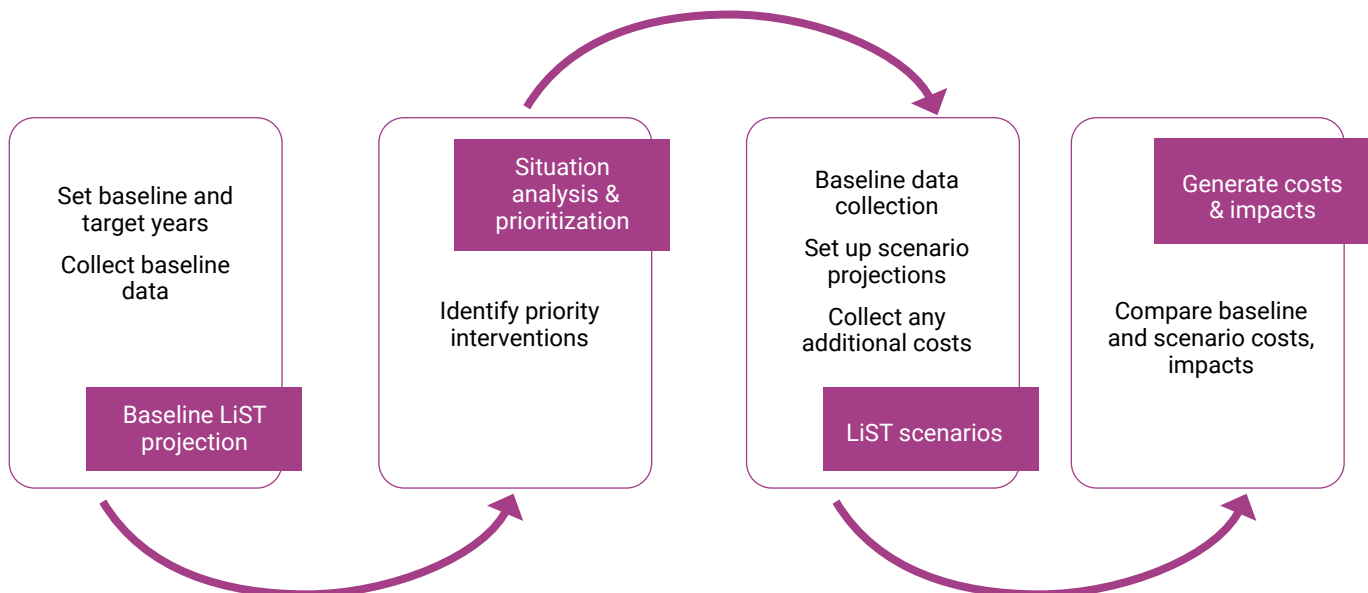 Set baseline and
target years
Collect baseline
data
Baseline LiST
projection
Situation
analysis &
prioritization
Identify priority
interventions
Baseline data
collection
Set up scenario
projections
Collect any
additional costs
LiST scenarios
Generate costs
& impacts
Compare baseline
and scenario costs,
impacts